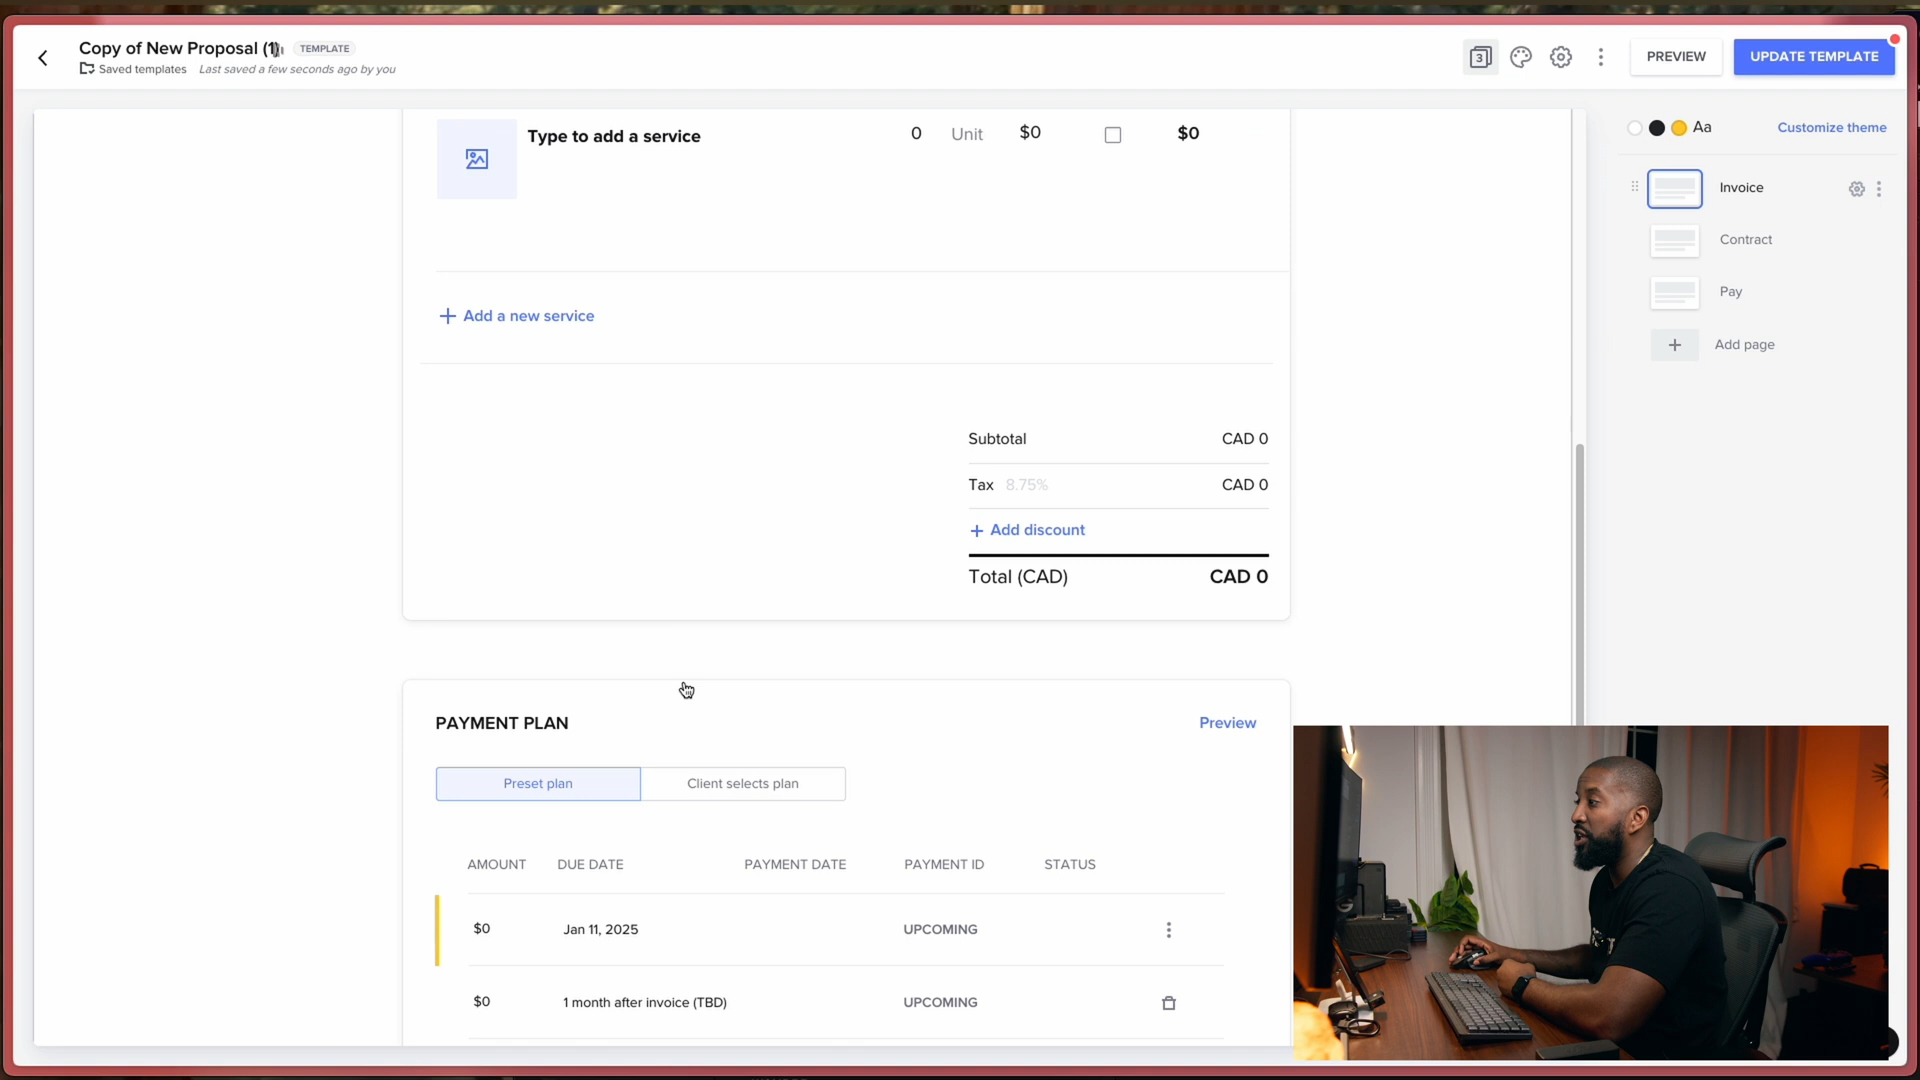 Copy of New Proposal (1)
TEMPLATE
Saved templates Last saved a few seconds ago by you
3
PREVIEW
UPDATE TEMPLATE
Type to add a service
0 Unit $0 $0
+ Add a new service
Subtotal CAD 0
Tax 8.75% CAD 0
+ Add discount
Total (CAD) CAD 0
PAYMENT PLAN
Preview
Preset plan
Client selects plan
AMOUNT DUE DATE PAYMENT DATE PAYMENT ID STATUS
$0 Jan 11, 2025 UPCOMING
$0 1 month after invoice (TBD) UPCOMING
Aa
Customize theme
Invoice
Contract
Pay
+ Add page